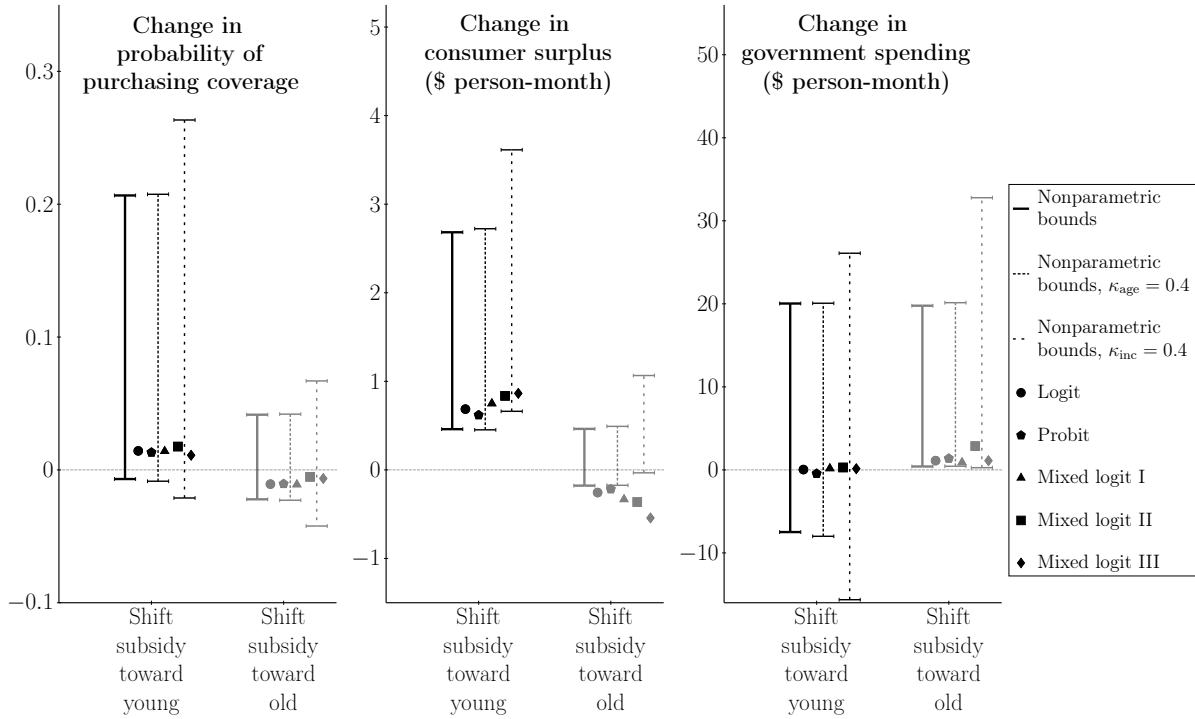 Change in
probability of
purchasing coverage
0.3
0.2
0.1
0
−0.1
Shift
subsidy
toward
young
Shift
subsidy
toward
old
Change in
consumer surplus
($ person-month)
5
4
3
2
1
0
−1
Shift
subsidy
toward
young
Shift
subsidy
toward
old
Change in
government spending
($ person-month)
50
40
30
20
10
0
−10
Shift
subsidy
toward
young
Shift
subsidy
toward
old
Nonparametric
bounds
Nonparametric
bounds, κage = 0.4
Nonparametric
bounds, κinc = 0.4
Logit
Probit
Mixed logit I
Mixed logit II
Mixed logit III